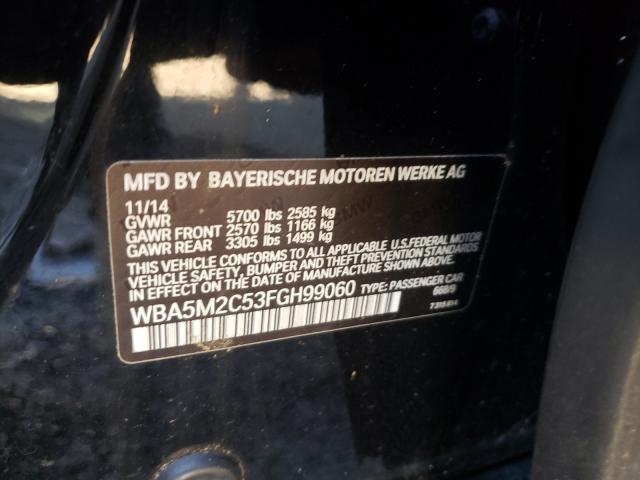 MFD BY BAYERISCHE MOTOREN WERKE AG
11/14
GVWR 5700 lbs 2585 kg
GAWR FRONT 2570 lbs 1166 kg
GAWR REAR 3305 lbs 1499 kg
THIS VEHICLE CONFORMS TO ALL APPLICABLE U.S.FEDERAL MOTOR
VEHICLE SAFETY, BUMPER AND THEFT PREVENTION STANDARDS
IN EFFECT ON THE DATE OF MANUFACTURE SHOWN ABOVE.
WBA5M2C53FGH99060 TYPE: PASSENGER CAR
668/9